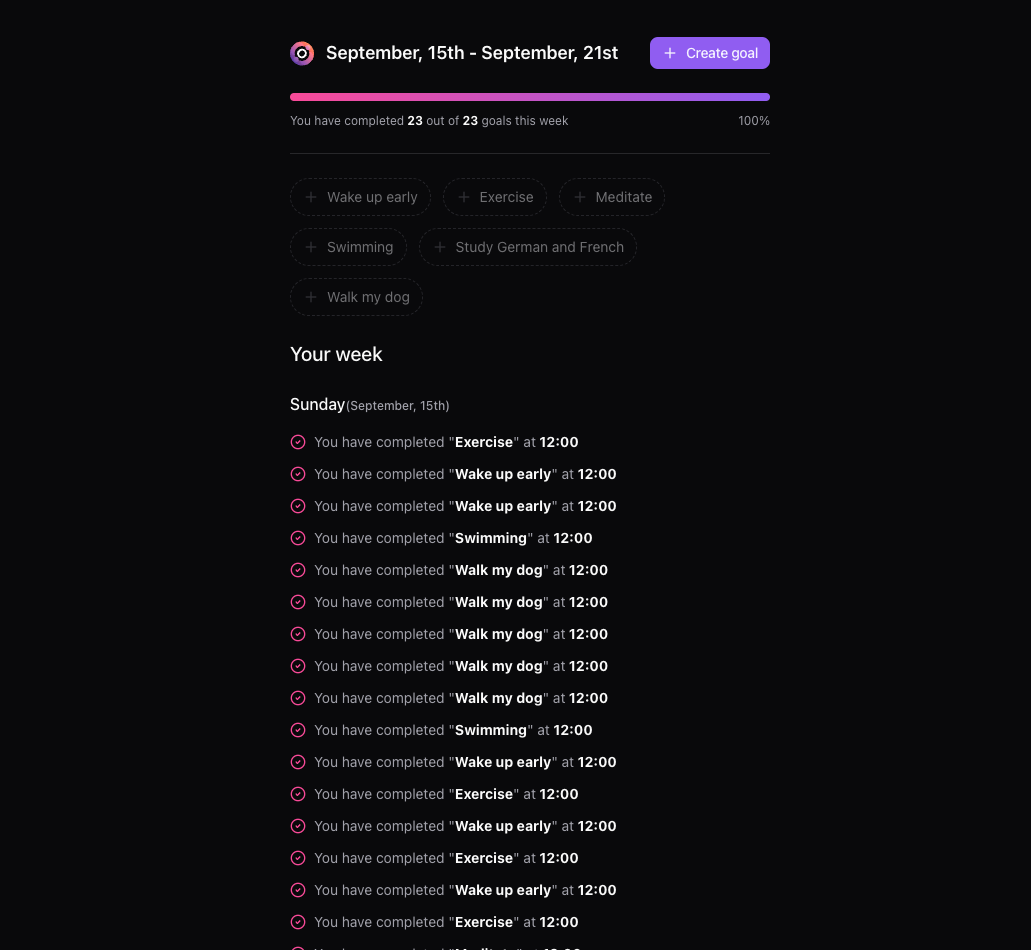 September, 15th - September, 21st
Create goal
You have completed 23 out of 23 goals this week
100%
Wake up early
Exercise
Meditate
Swimming
Study German and French
Walk my dog
Your week
Sunday(September, 15th)
You have completed "Exercise" at 12:00
You have completed "Wake up early" at 12:00
You have completed "Wake up early" at 12:00
You have completed "Swimming" at 12:00
You have completed "Walk my dog" at 12:00
You have completed "Walk my dog" at 12:00
You have completed "Walk my dog" at 12:00
You have completed "Walk my dog" at 12:00
You have completed "Walk my dog" at 12:00
You have completed "Swimming" at 12:00
You have completed "Wake up early" at 12:00
You have completed "Exercise" at 12:00
You have completed "Wake up early" at 12:00
You have completed "Exercise" at 12:00
You have completed "Wake up early" at 12:00
You have completed "Exercise" at 12:00